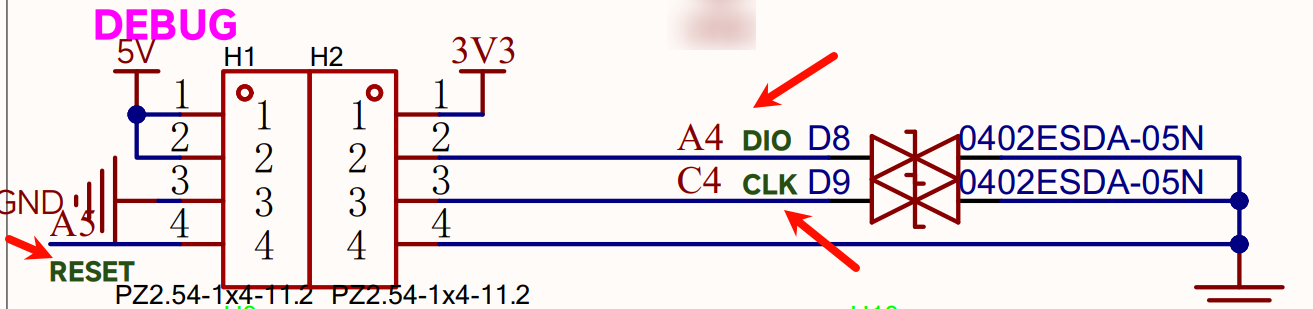 DEBUG
5V H1 H2 3V3
1 1 1 1
2 2 2 2 A4 DIO D8 0402ESDA-05N
3 3 3 3 C4 CLK D9 0402ESDA-05N
GND
A5 4 4 4 4
RESET
PZ2.54-1x4-11.2 PZ2.54-1x4-11.2